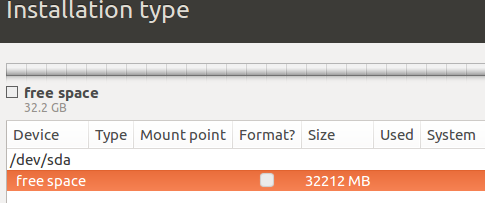 Installation type
free space
32.2 GB
Device Type Mount point Format? Size Used System
/dev/sda
free space 32212 MB